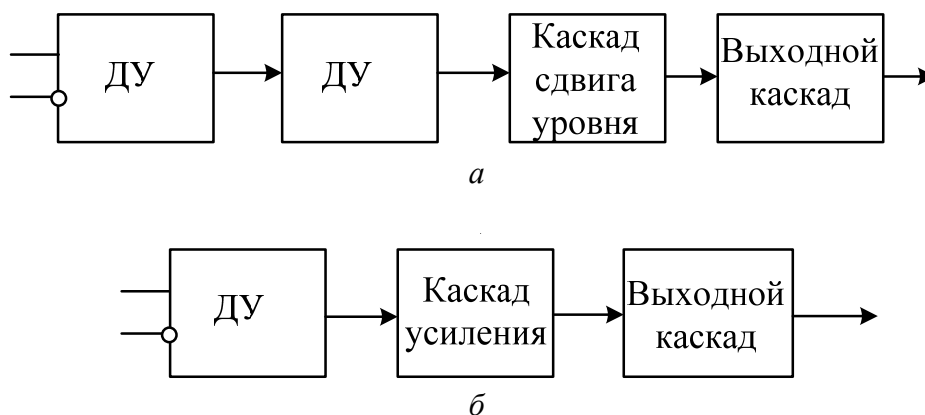 ДУ
ДУ
Каскад
сдвига
уровня
Выходной
каскад
а
ДУ
Каскад
усиления
Выходной
каскад
б